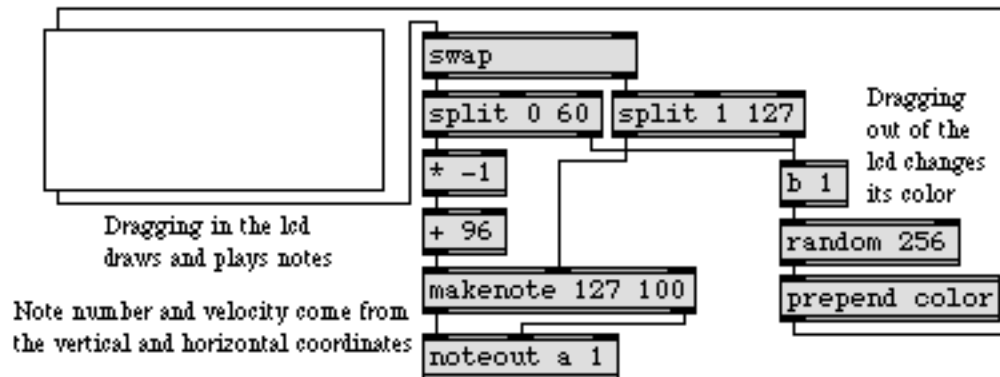 swap
split 0 60
split 1 127
Dragging
out of the
lcd changes
its color
* -1
b 1
Dragging in the lcd
draws and plays notes
+ 96
random 256
makenote 127 100
prepend color
Note number and velocity come from
the vertical and horizontal coordinates
noteout a 1